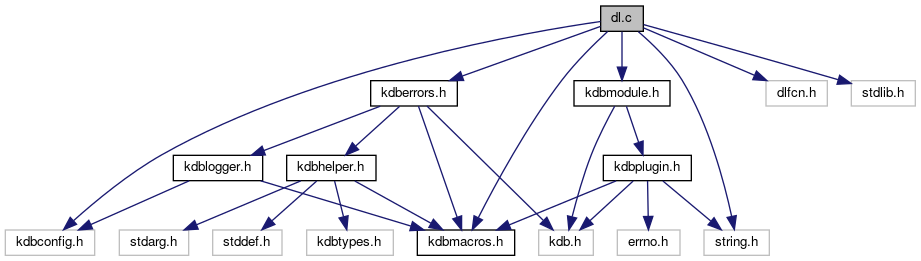 dl.c
kdberrors.h
kdbmodule.h
dlfcn.h
stdlib.h
kdblogger.h
kdbhelper.h
kdbplugin.h
kdbconfig.h
stdarg.h
stddef.h
kdbtypes.h
kdbmacros.h
kdb.h
errno.h
string.h